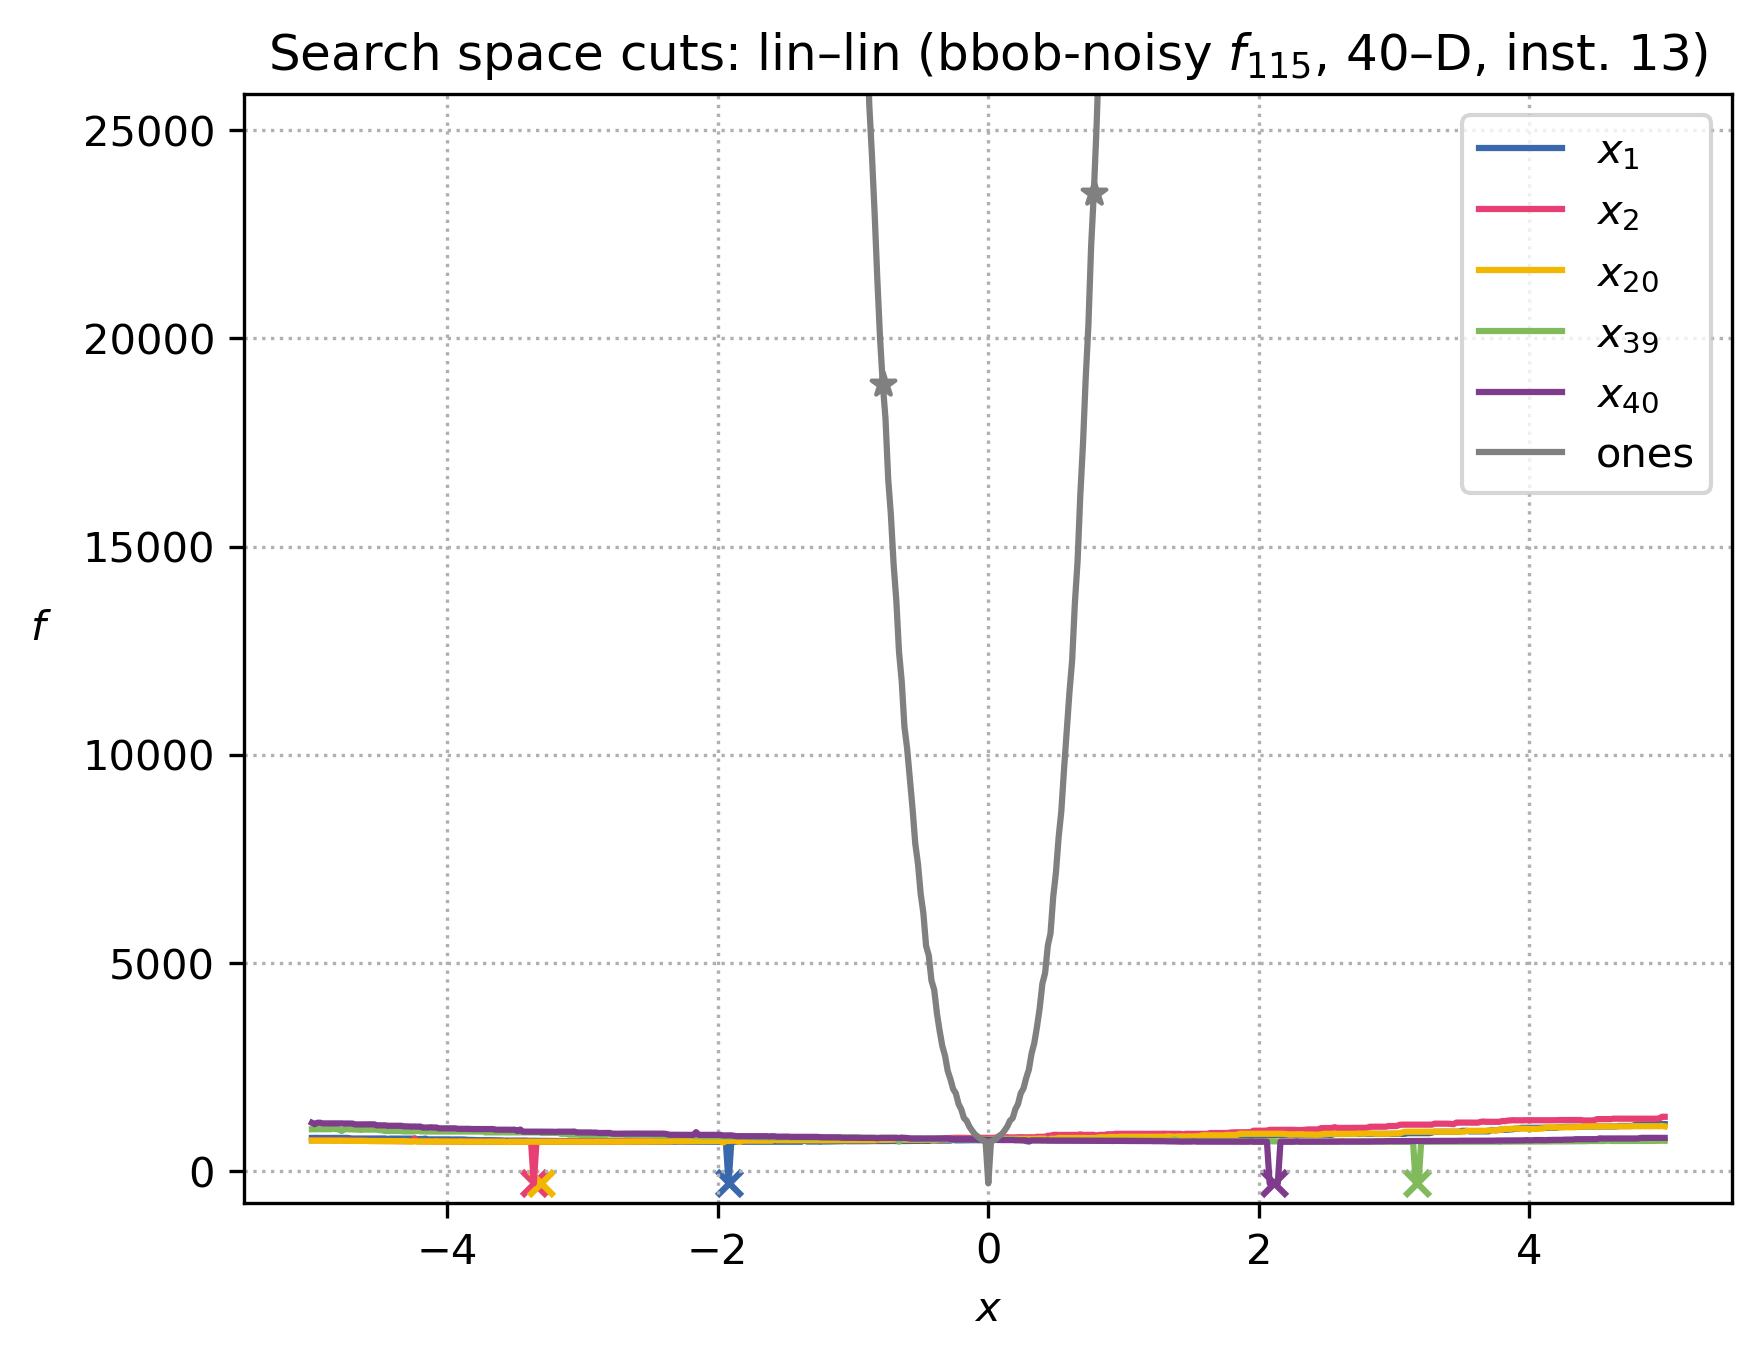 Search space cuts: lin–lin (bbob-noisy f₁₁₅, 40–D, inst. 13)
25000
20000
15000
10000
5000
0
f
−4
−2
0
2
4
x
x₁
x₂
x₂₀
x₃₉
x₄₀
ones